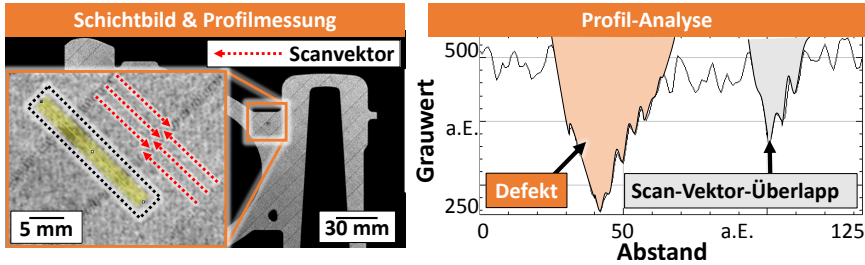 Schichtbild & Profilmessung
Scanvektor
5 mm
30 mm
Profil-Analyse
500
a.E.
250
Grauwert
Defekt
Scan-Vektor-Überlapp
0 50 a.E. 125
Abstand